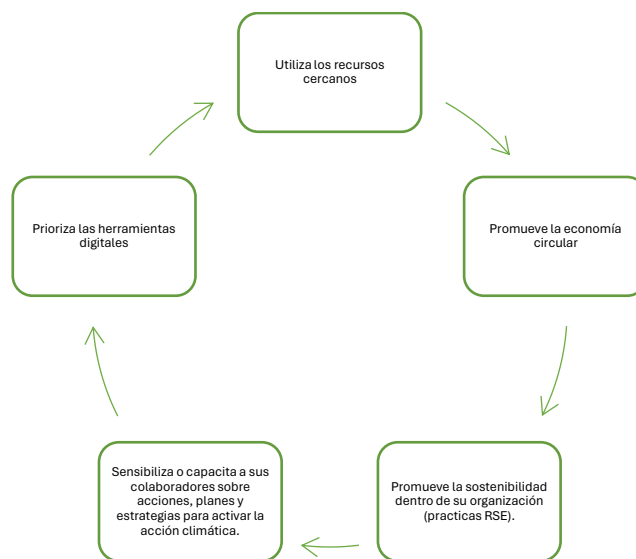 Utiliza los recursos
cercanos
Promueve la economía
circular
Promueve la sostenibilidad
dentro de su organización
(practicas RSE).
Sensibiliza o capacita a sus
colaboradores sobre
acciones, planes y
estrategias para activar la
acción climática.
Prioriza las herramientas
digitales